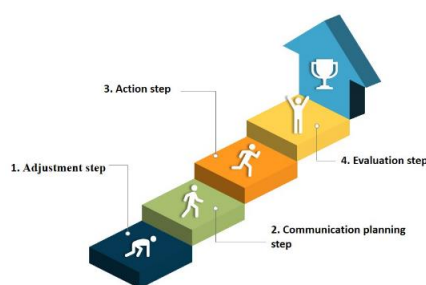 3. Action step
1. Adjustment step
4. Evaluation step
2. Communication planning
step